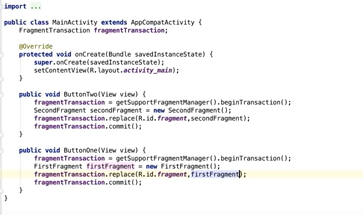 import ...
public class MainActivity extends AppCompatActivity {
FragmentTransaction fragmentTransaction;
@Override
protected void onCreate(Bundle savedInstanceState) {
super.onCreate(savedInstanceState);
setContentView(R.layout.activity_main);
}
public void ButtonTwo(View view) {
fragmentTransaction = getSupportFragmentManager().beginTransaction();
SecondFragment secondFragment = new SecondFragment();
fragmentTransaction.replace(R.id.fragment,secondFragment);
fragmentTransaction.commit();
}
public void ButtonOne(View view) {
fragmentTransaction = getSupportFragmentManager().beginTransaction();
FirstFragment firstFragment = new FirstFragment();
fragmentTransaction.replace(R.id.fragment,firstFragment);
fragmentTransaction.commit();
}
}